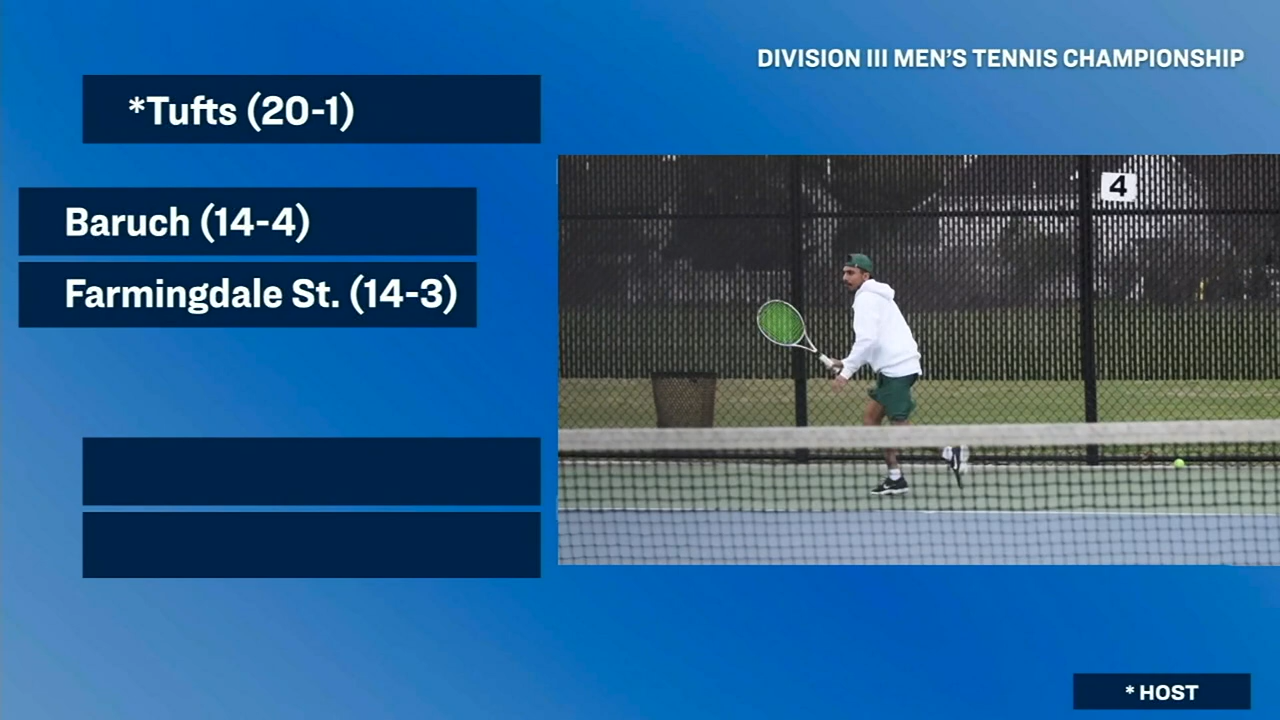 DIVISION III MEN'S TENNIS CHAMPIONSHIP
*Tufts (20-1)
Baruch (14-4)
Farmingdale St. (14-3)
4
* HOST